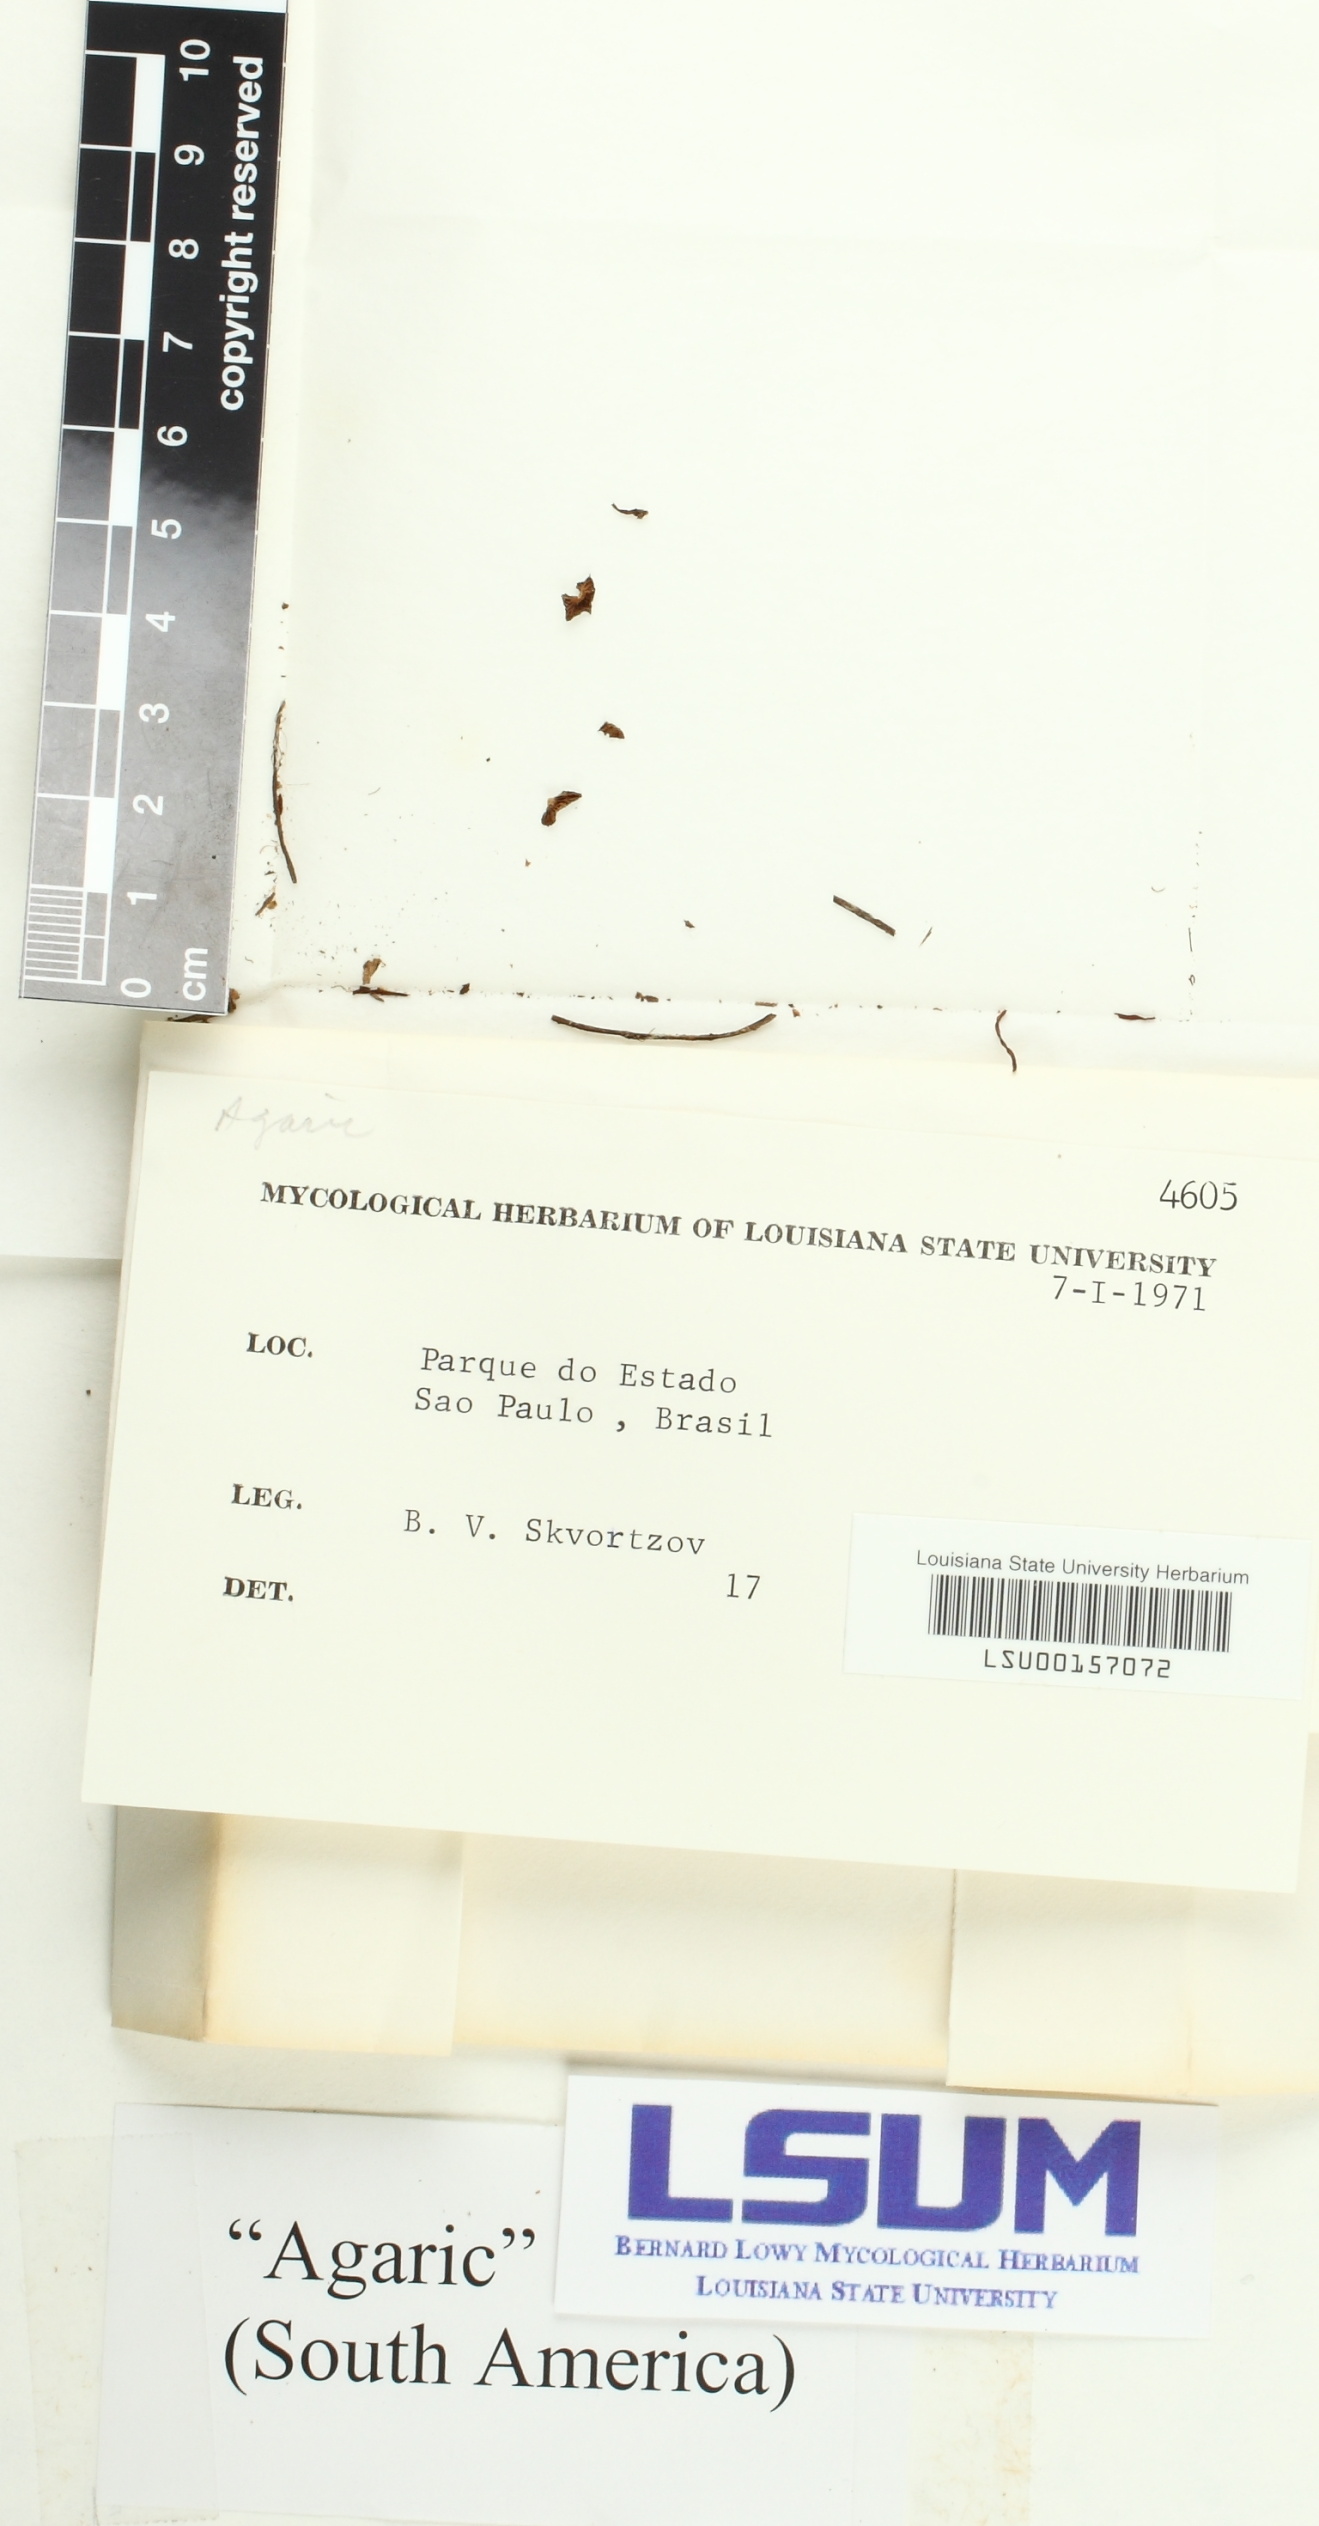 10
9
8
7
6
5
4
3
2
1
0
cm
copyright reserved
Agaric
4605
MYCOLOGICAL HERBARIUM OF LOUISIANA STATE UNIVERSITY
7-I-1971
LOC. Parque do Estado
Sao Paulo , Brasil
LEG. B. V. Skvortzov
DET. 17
Louisiana State University Herbarium
LSU00157072
LSUM
BERNARD LOWY MYCOLOGICAL HERBARIUM
LOUISIANA STATE UNIVERSITY
“Agaric”
(South America)